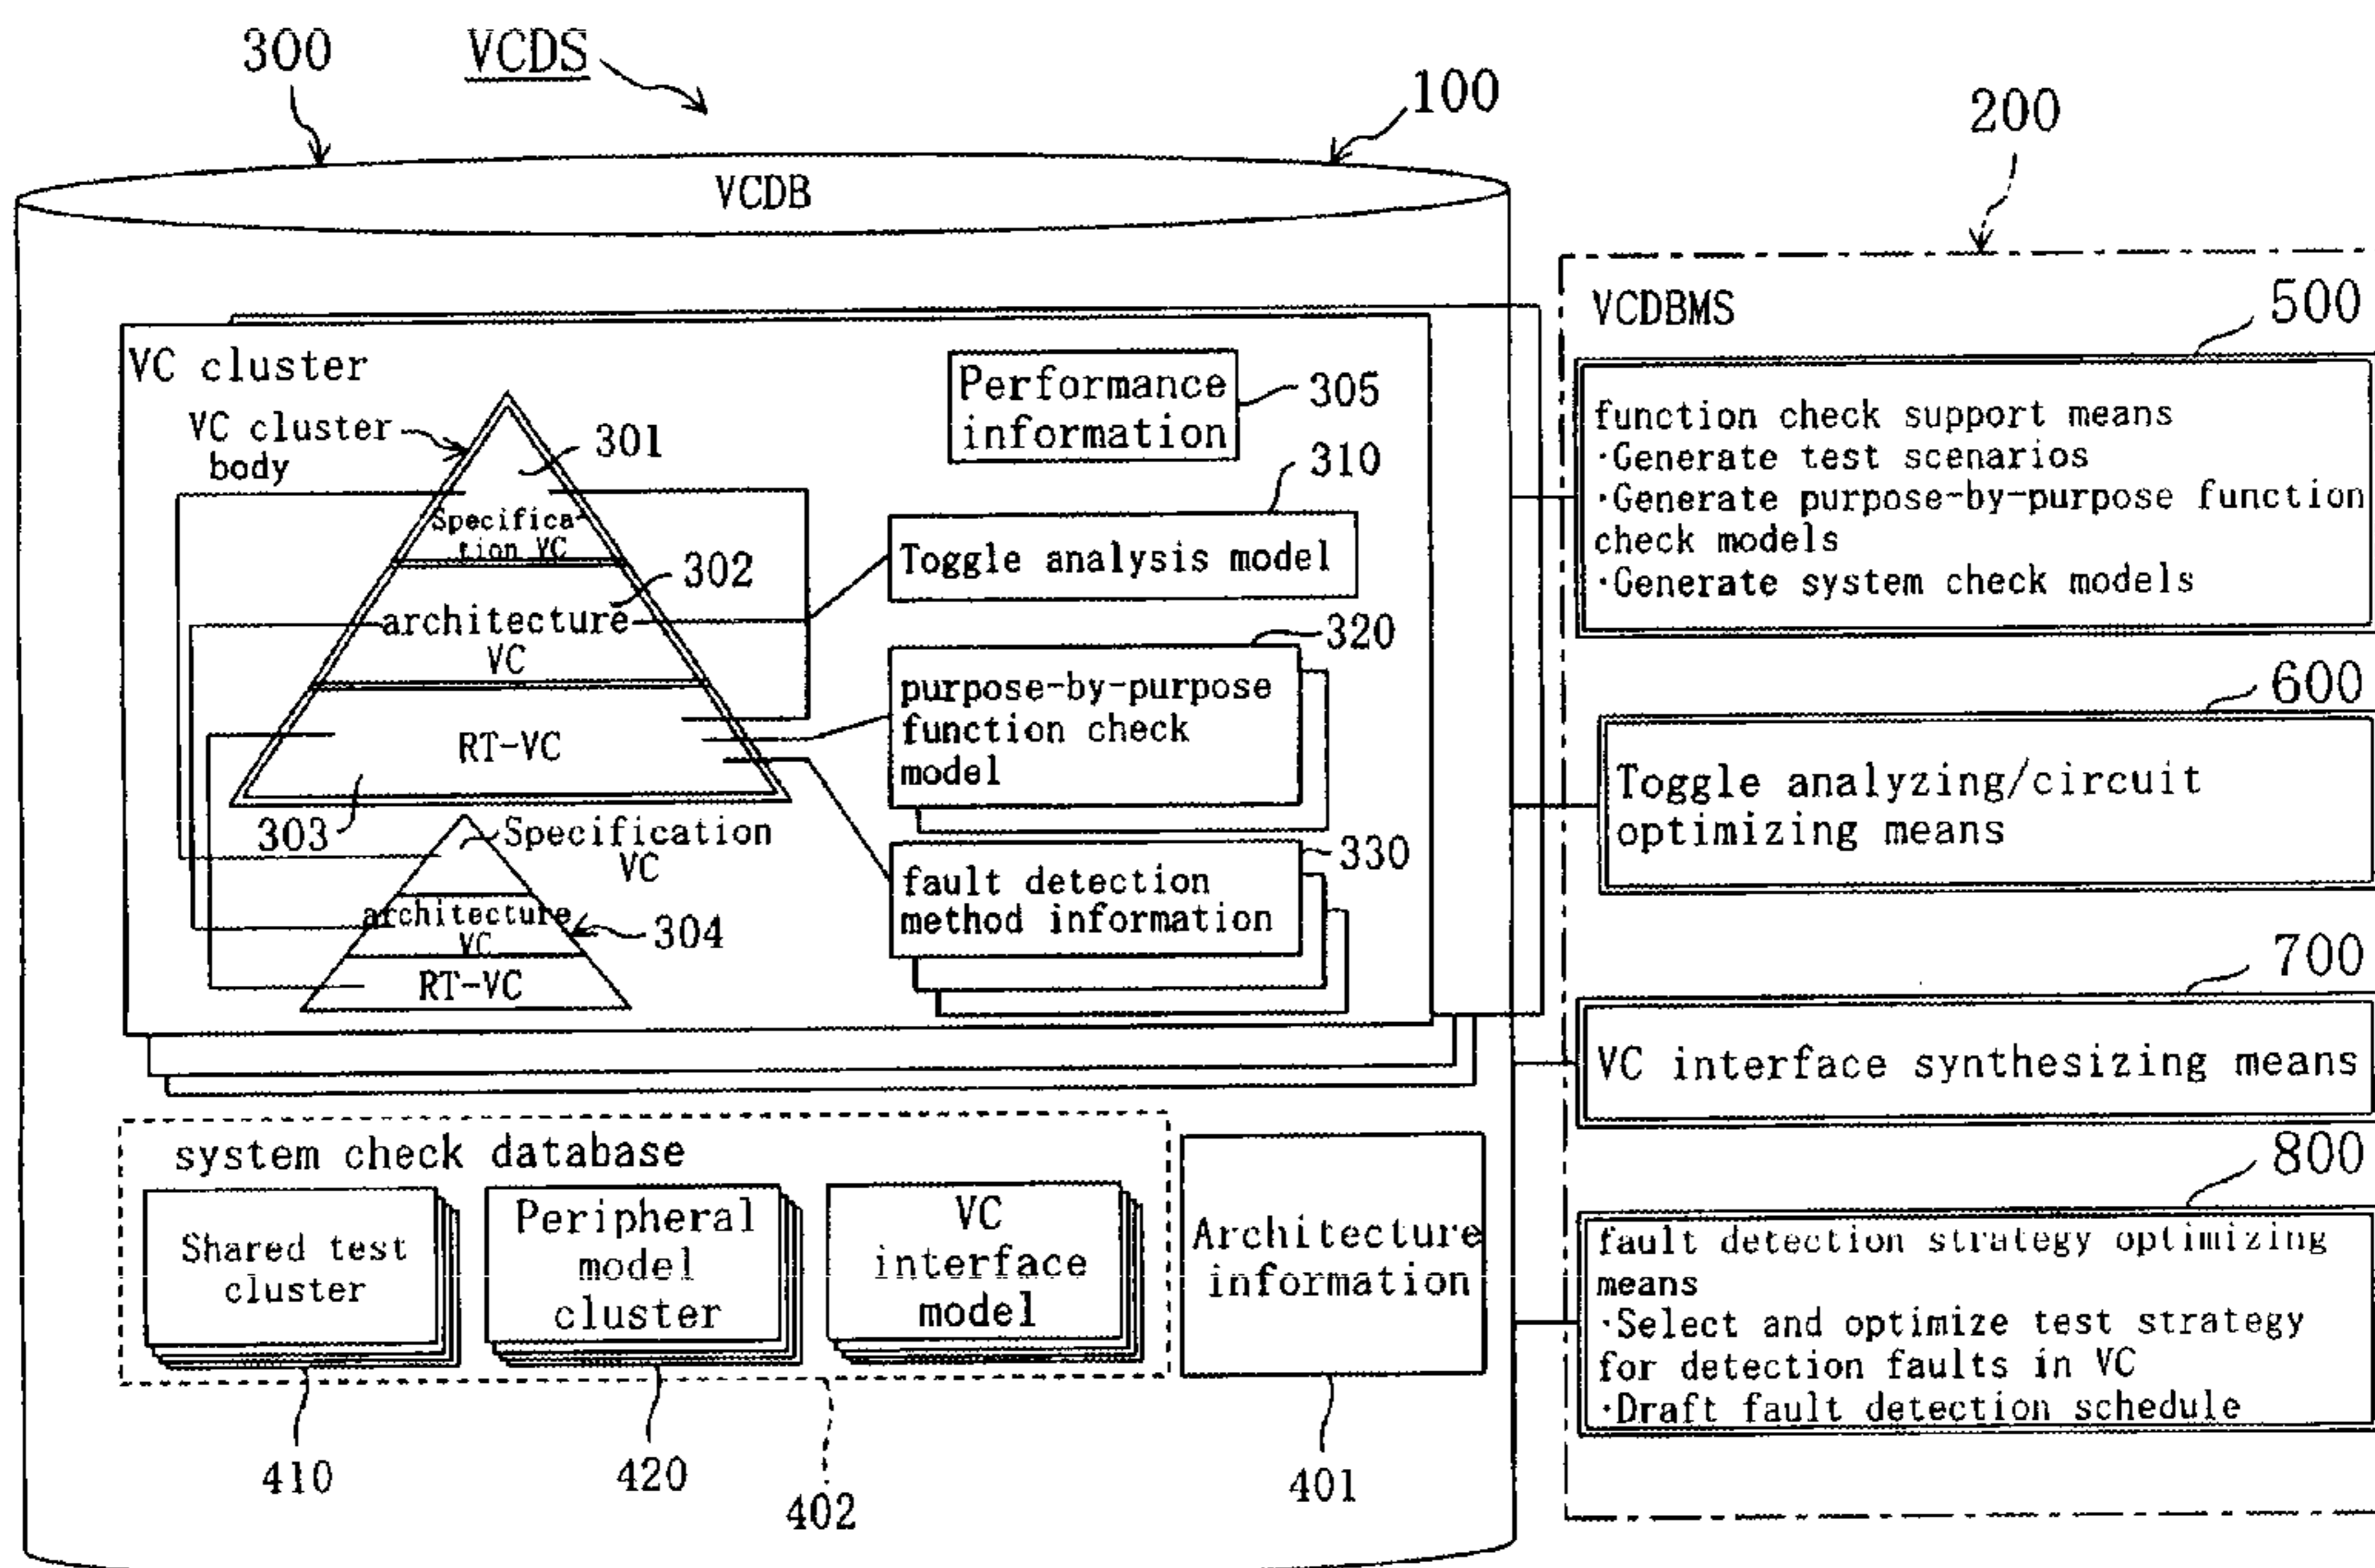 300
VCDS
100
200
VCDB
VCDBMS
500
VC cluster
VC cluster
body
301
Performance
information
305
310
function check support means
·Generate test scenarios
·Generate purpose-by-purpose function
check models
·Generate system check models
Specifica-
tion VC
302
Toggle analysis model
architecture
VC
320
purpose-by-purpose
function check
model
600
Toggle analyzing/circuit
optimizing means
RT-VC
303
Specification
VC
330
fault detection
method information
architecture
VC
304
RT-VC
700
VC interface synthesizing means
system check database
Shared test
cluster
Peripheral
model
cluster
VC
interface
model
Architecture
information
800
fault detection strategy optimizing
means
·Select and optimize test strategy
for detection faults in VC
·Draft fault detection schedule
410
420
402
401